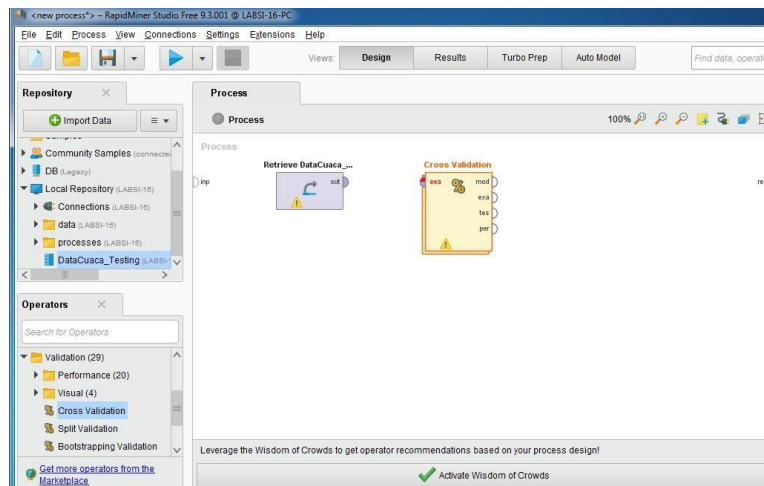 <new process*> – RapidMiner Studio Free 9.3.001 @ LABSI-16-PC
File Edit Process View Connections Settings Extensions Help
Views: Design Results Turbo Prep Auto Model Find data, operato
Repository
Import Data
Community Samples (connected
DB (Legacy)
Local Repository (LABSI-16)
Connections (LABSI-16)
data (LABSI-16)
processes (LABSI-16)
DataCuaca_Testing (LABSI-
Operators
Search for Operators
Validation (29)
Performance (20)
Visual (4)
Cross Validation
Split Validation
Bootstrapping Validation
Get more operators from the
Marketplace
Process
Process 100%
Process
inp
Retrieve DataCuaca_...
out
Cross Validation
exa mod
exa
tes
per
re
Leverage the Wisdom of Crowds to get operator recommendations based on your process design!
Activate Wisdom of Crowds